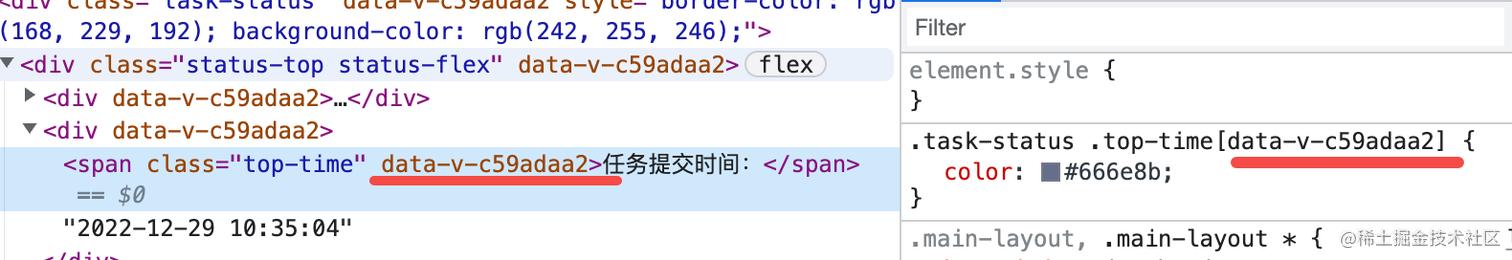 <div class="task-status" data-v-c59adaa2 style="border-color: rgb
(168, 229, 192); background-color: rgb(242, 255, 246);">
<div class="status-top status-flex" data-v-c59adaa2> flex
<div data-v-c59adaa2>…</div>
<div data-v-c59adaa2>
<span class="top-time" data-v-c59adaa2>任务提交时间：</span>
== $0
"2022-12-29 10:35:04"
</div>
Filter
element.style {
}
.task-status .top-time[data-v-c59adaa2] {
color: #666e8b;
}
.main-layout, .main-layout * {
@稀土掘金技术社区